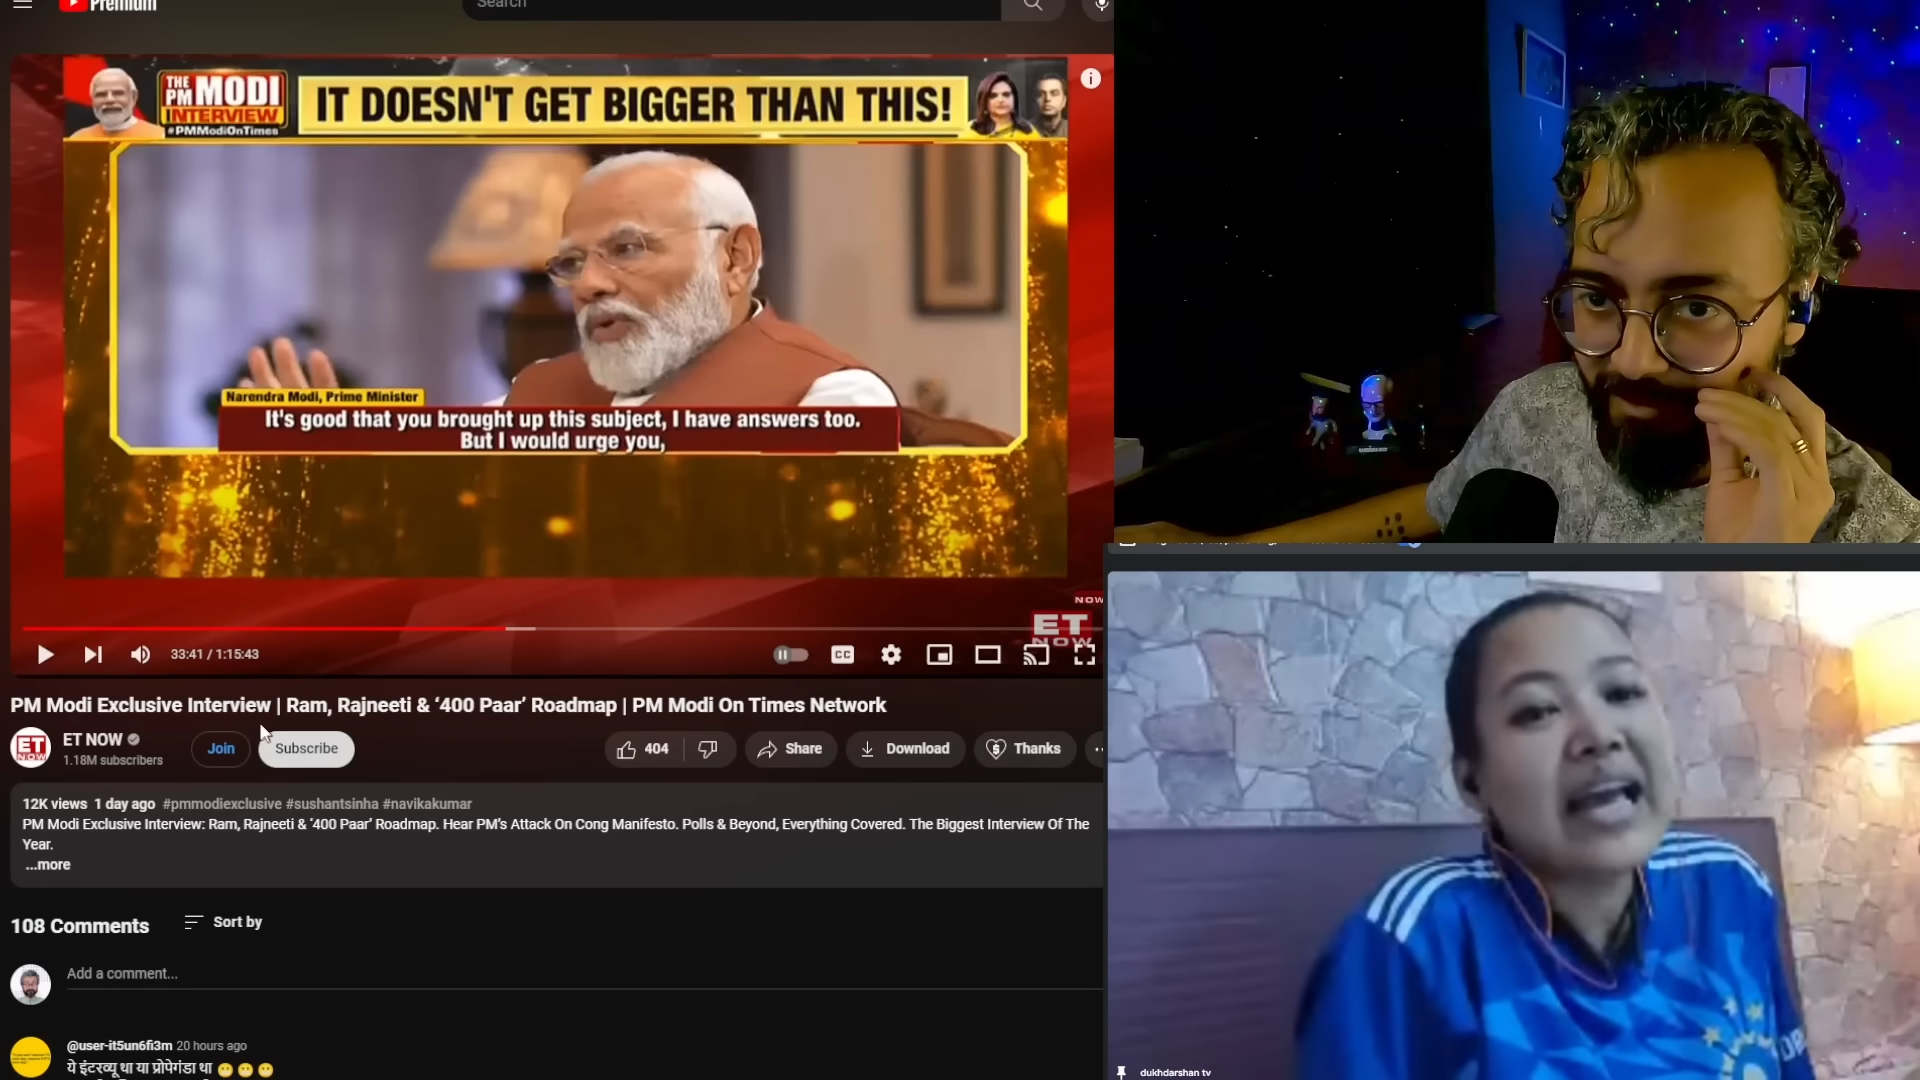 Premium
Search
THE PM MODI INTERVIEW
#PMModiOnTimes
IT DOESN'T GET BIGGER THAN THIS!
Narendra Modi, Prime Minister
It's good that you brought up this subject, I have answers too.
But I would urge you,
NOW
ET
NOW
33:41 / 1:15:43
CC
PM Modi Exclusive Interview | Ram, Rajneeti & ‘400 Paar’ Roadmap | PM Modi On Times Network
ET NOW
ET NOW
1.18M subscribers
Join
Subscribe
404
Share
Download
Thanks
12K views 1 day ago #pmmodiexclusive #sushantsinha #navikakumar
PM Modi Exclusive Interview: Ram, Rajneeti & '400 Paar' Roadmap. Hear PM's Attack On Cong Manifesto. Polls & Beyond, Everything Covered. The Biggest Interview Of The
Year.
...more
108 Comments
Sort by
Add a comment...
@user-it5un6fi3m 20 hours ago
ये इंटरव्यू था या प्रोपेगंडा था 😁 😁 😁
dukhdarshan tv